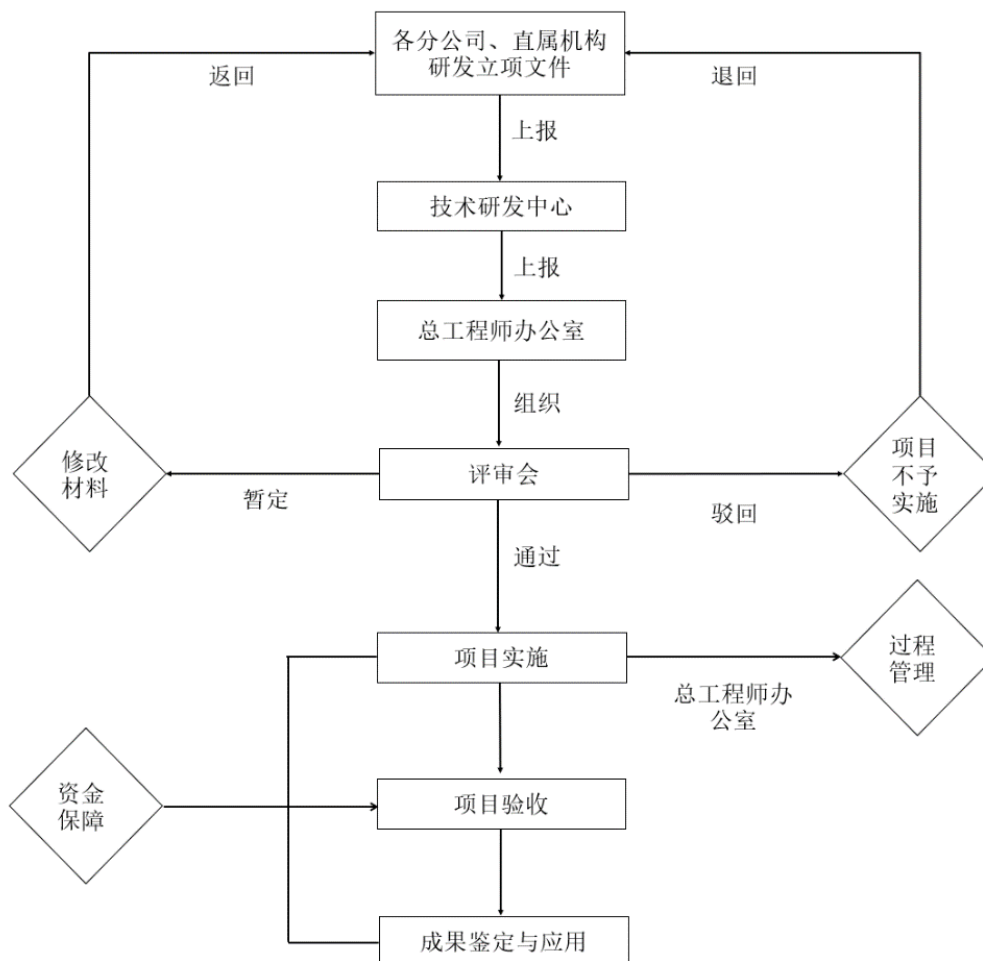 各分公司、直属机构
研发立项文件
返回
退回
上报
技术研发中心
上报
总工程师办公室
组织
修改
材料
评审会
项目
不予
实施
暂定
驳回
通过
项目实施
过程
管理
总工程师办
公室
资金
保障
项目验收
成果鉴定与应用